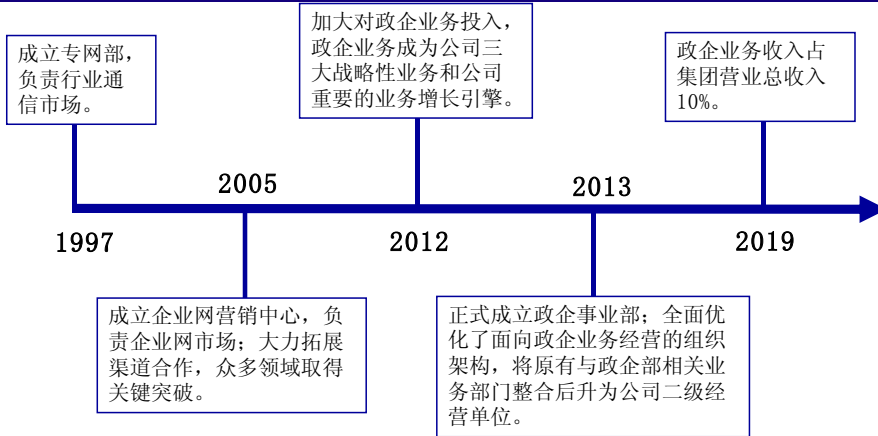 成立专网部，
负责行业通
信市场。
加大对政企业务投入，
政企业务成为公司三
大战略性业务和公司
重要的业务增长引擎。
政企业务收入占
集团营业总收入
10%。
2005
2013
1997
2012
2019
成立企业网营销中心，负
责企业网市场；大力拓展
渠道合作，众多领域取得
关键突破。
正式成立政企事业部；全面优
化了面向政企业务经营的组织
架构，将原有与政企部相关业
务部门整合后升为公司二级经
营单位。